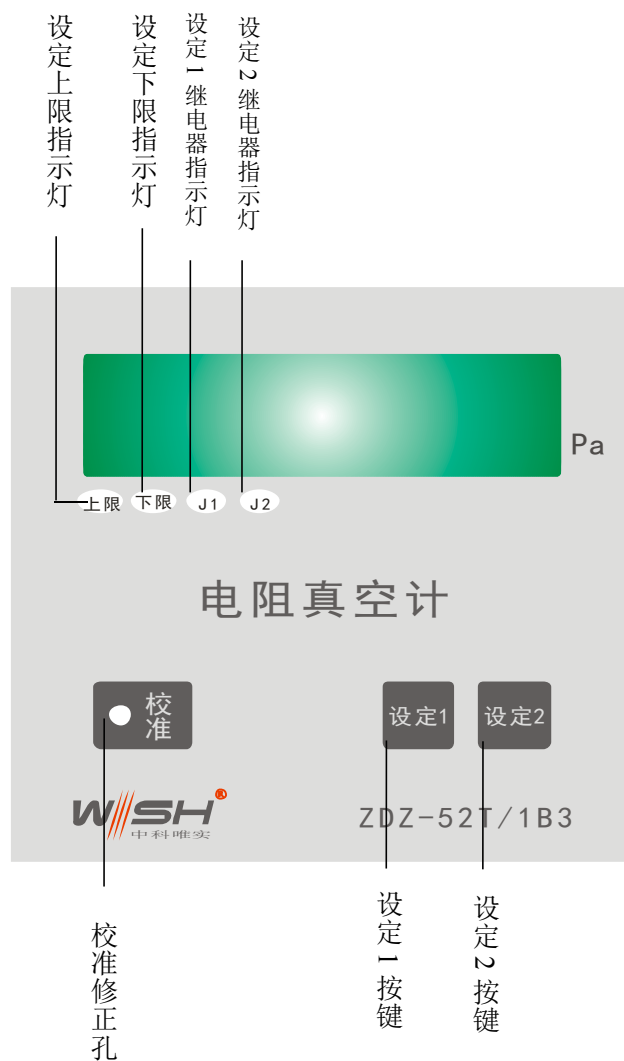 设定上限指示灯
设定下限指示灯
设定1继电器指示灯
设定2继电器指示灯
Pa
上限 下限 J1 J2
电阻真空计
校准
设定1 设定2
WSH®
中科唯实
ZDZ-52T/1B3
校准修正孔
设定1按键
设定2按键